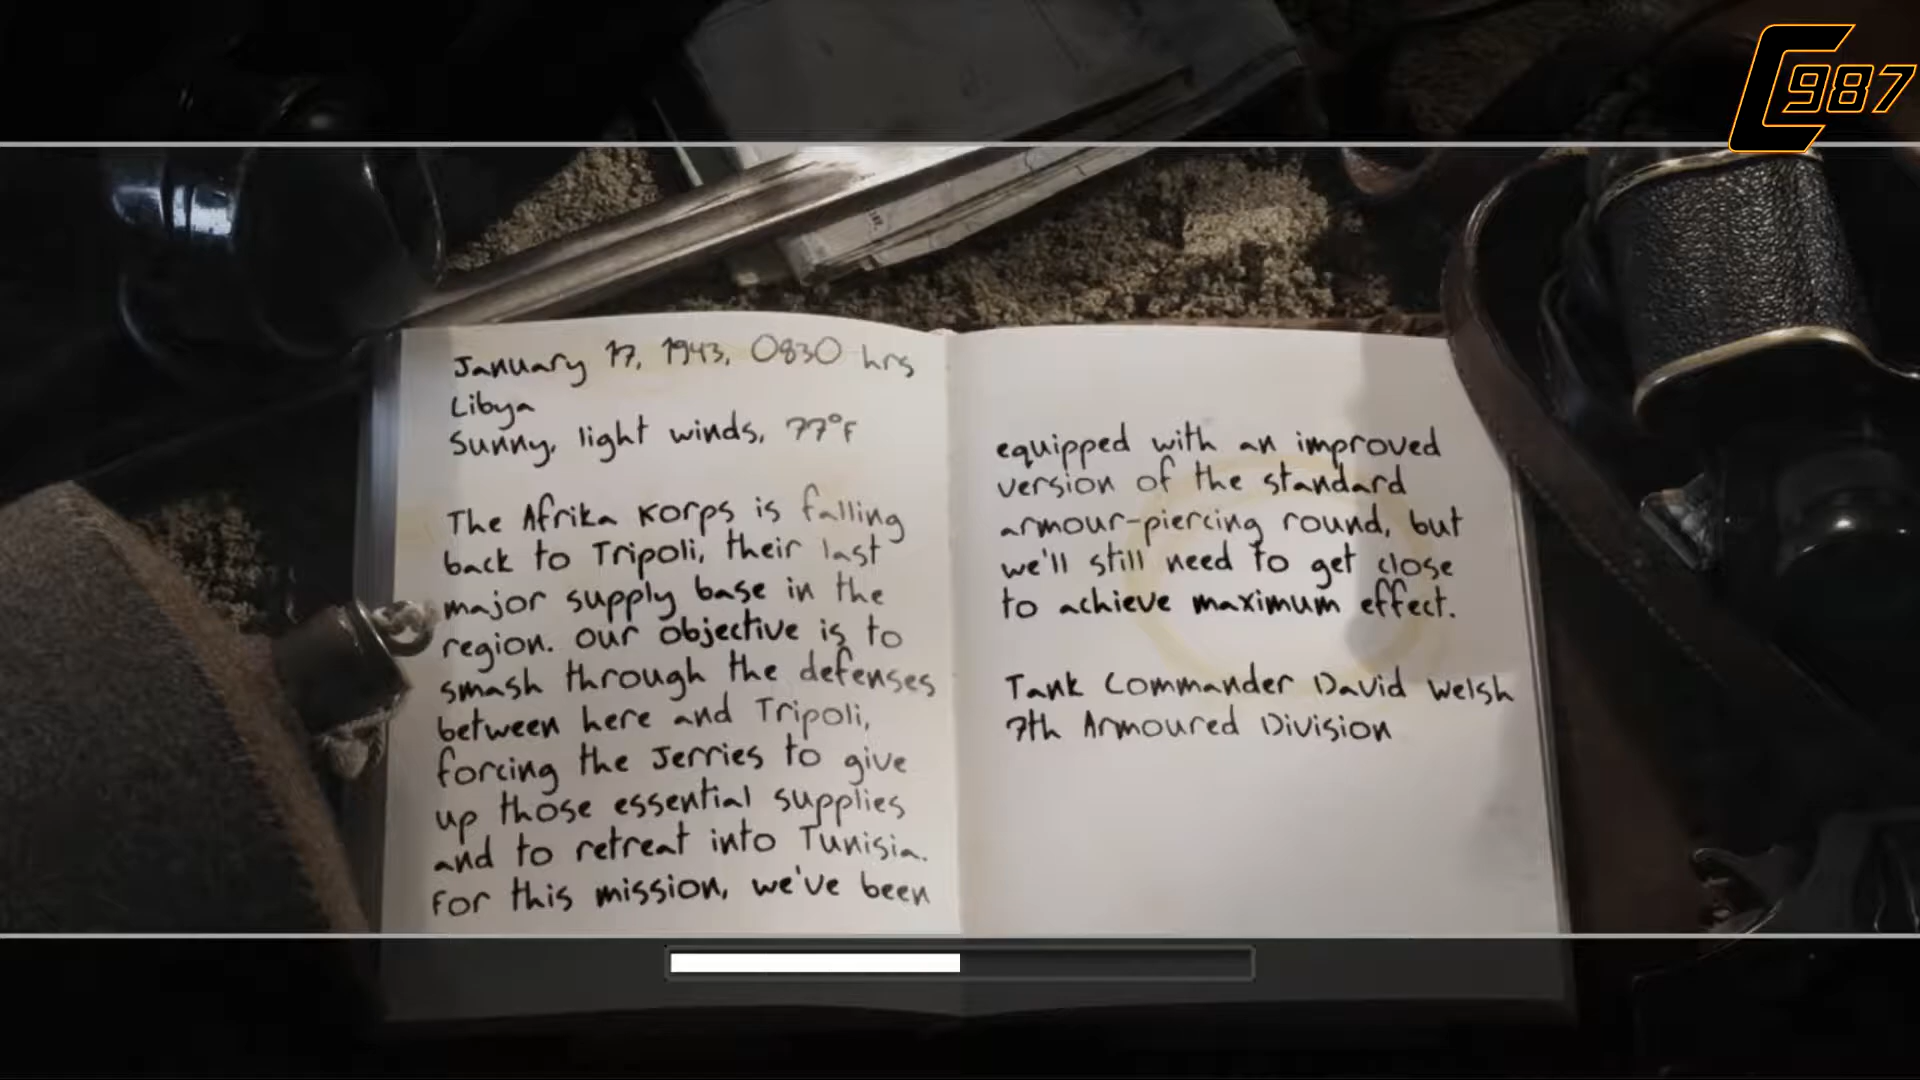 C987
January 17, 1943, 0830 hrs
Libya
Sunny, light winds, 77°F
The Afrika Korps is falling
back to Tripoli, their last
major supply base in the
region. Our objective is to
smash through the defenses
between here and Tripoli,
forcing the Jerries to give
up those essential supplies
and to retreat into Tunisia.
For this mission, we've been
equipped with an improved
version of the standard
armour-piercing round, but
we'll still need to get close
to achieve maximum effect.
Tank Commander David Welsh
7th Armoured Division